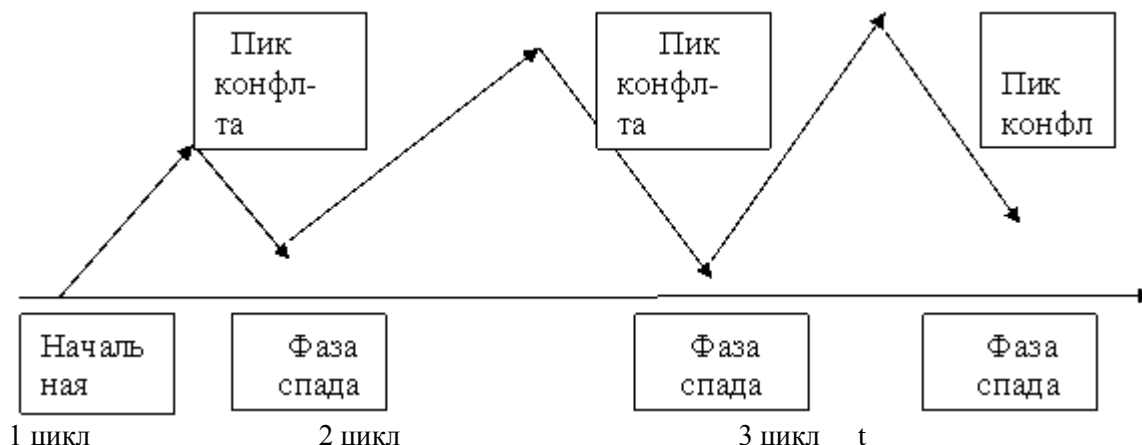 Пик
конфл-
та
Пик
конфл-
та
Пик
конфл
Началь
ная
Фаза
спада
Фаза
спада
Фаза
спада
1 цикл 2 цикл 3 цикл t